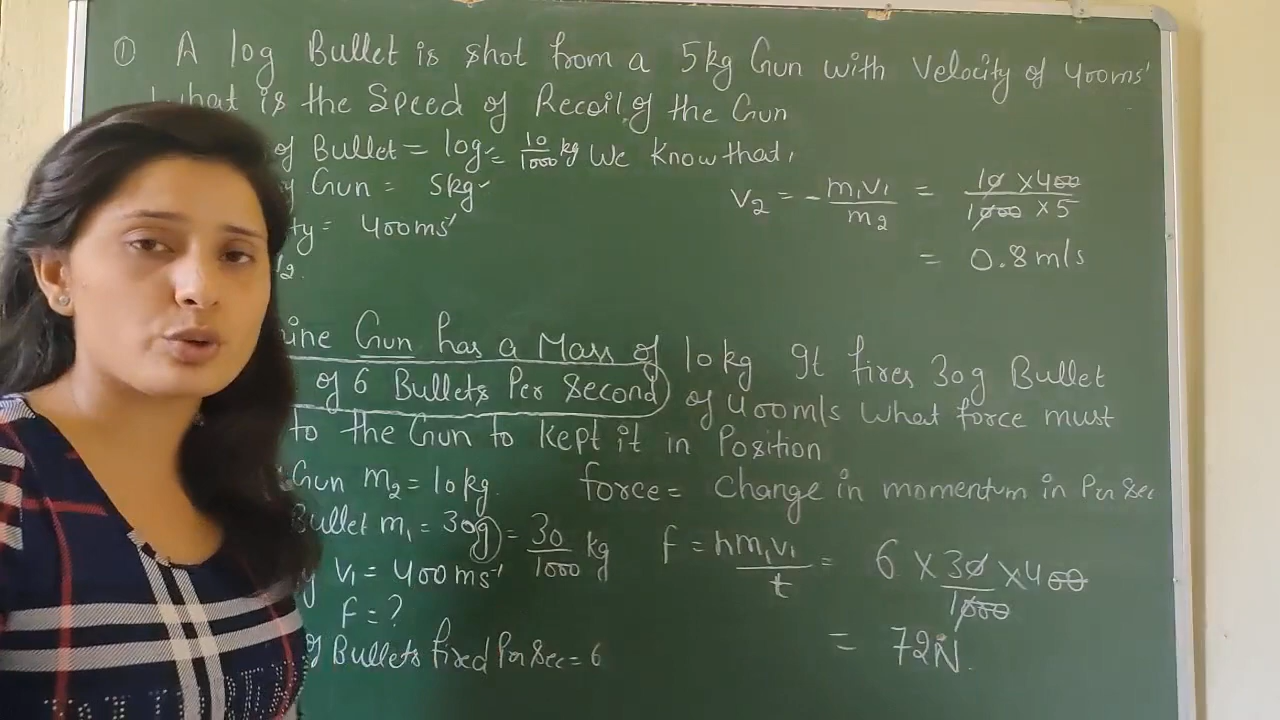 ① A 10g Bullet is shot from a 5kg Gun with Velocity of 400ms⁻¹
What is the Speed of Recoil of the Gun
of Bullet = 10g = 10/1000 kg We know that,
Gun = 5kg
ty = 400ms⁻¹
V₂ = - m₁v₁/m₂ = 10 × 400/1000 × 5
= 0.8 m/s
ine Gun has a Mass of 10kg It fires 30g Bullet
of 6 Bullets Per Second of 400m/s What force must
to the Gun to kept it in Position
Gun m₂ = 10kg.
Bullet m₁ = 30g = 30/1000 kg
V₁ = 400ms⁻¹
F = ?
of Bullets fired Per Sec = 6
force = Change in momentum in Per Sec
F = nm₁v₁/t = 6 × 30/1000 × 400
= 72N.